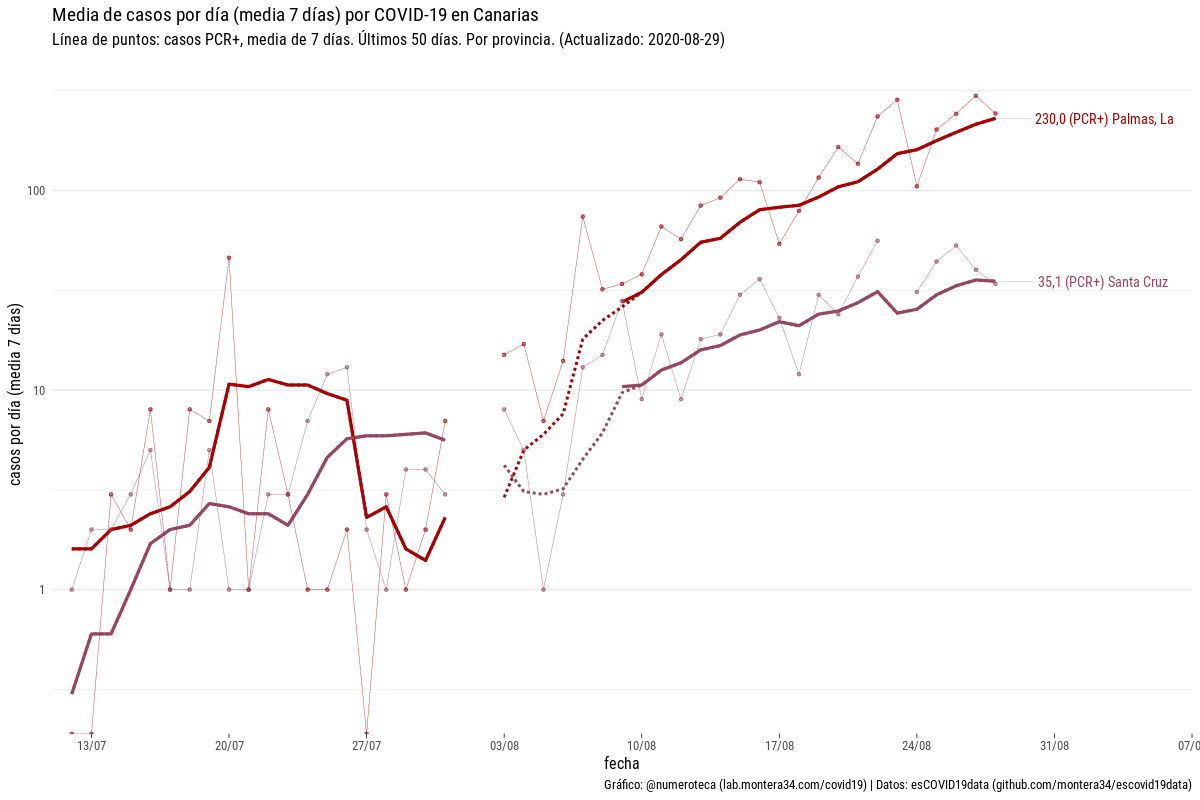 Media de casos por día (media 7 días) por COVID-19 en Canarias
Línea de puntos: casos PCR+, media de 7 días. Últimos 50 días. Por provincia. (Actualizado: 2020-08-29)
casos por día (media 7 días)
100
10
1
230,0 (PCR+) Palmas, La
35,1 (PCR+) Santa Cruz
13/07
20/07
27/07
03/08
10/08
17/08
24/08
31/08
07/0
fecha
Gráfico: @numeroteca (lab.montera34.com/covid19) | Datos: esCOVID19data (github.com/montera34/escovid19data)